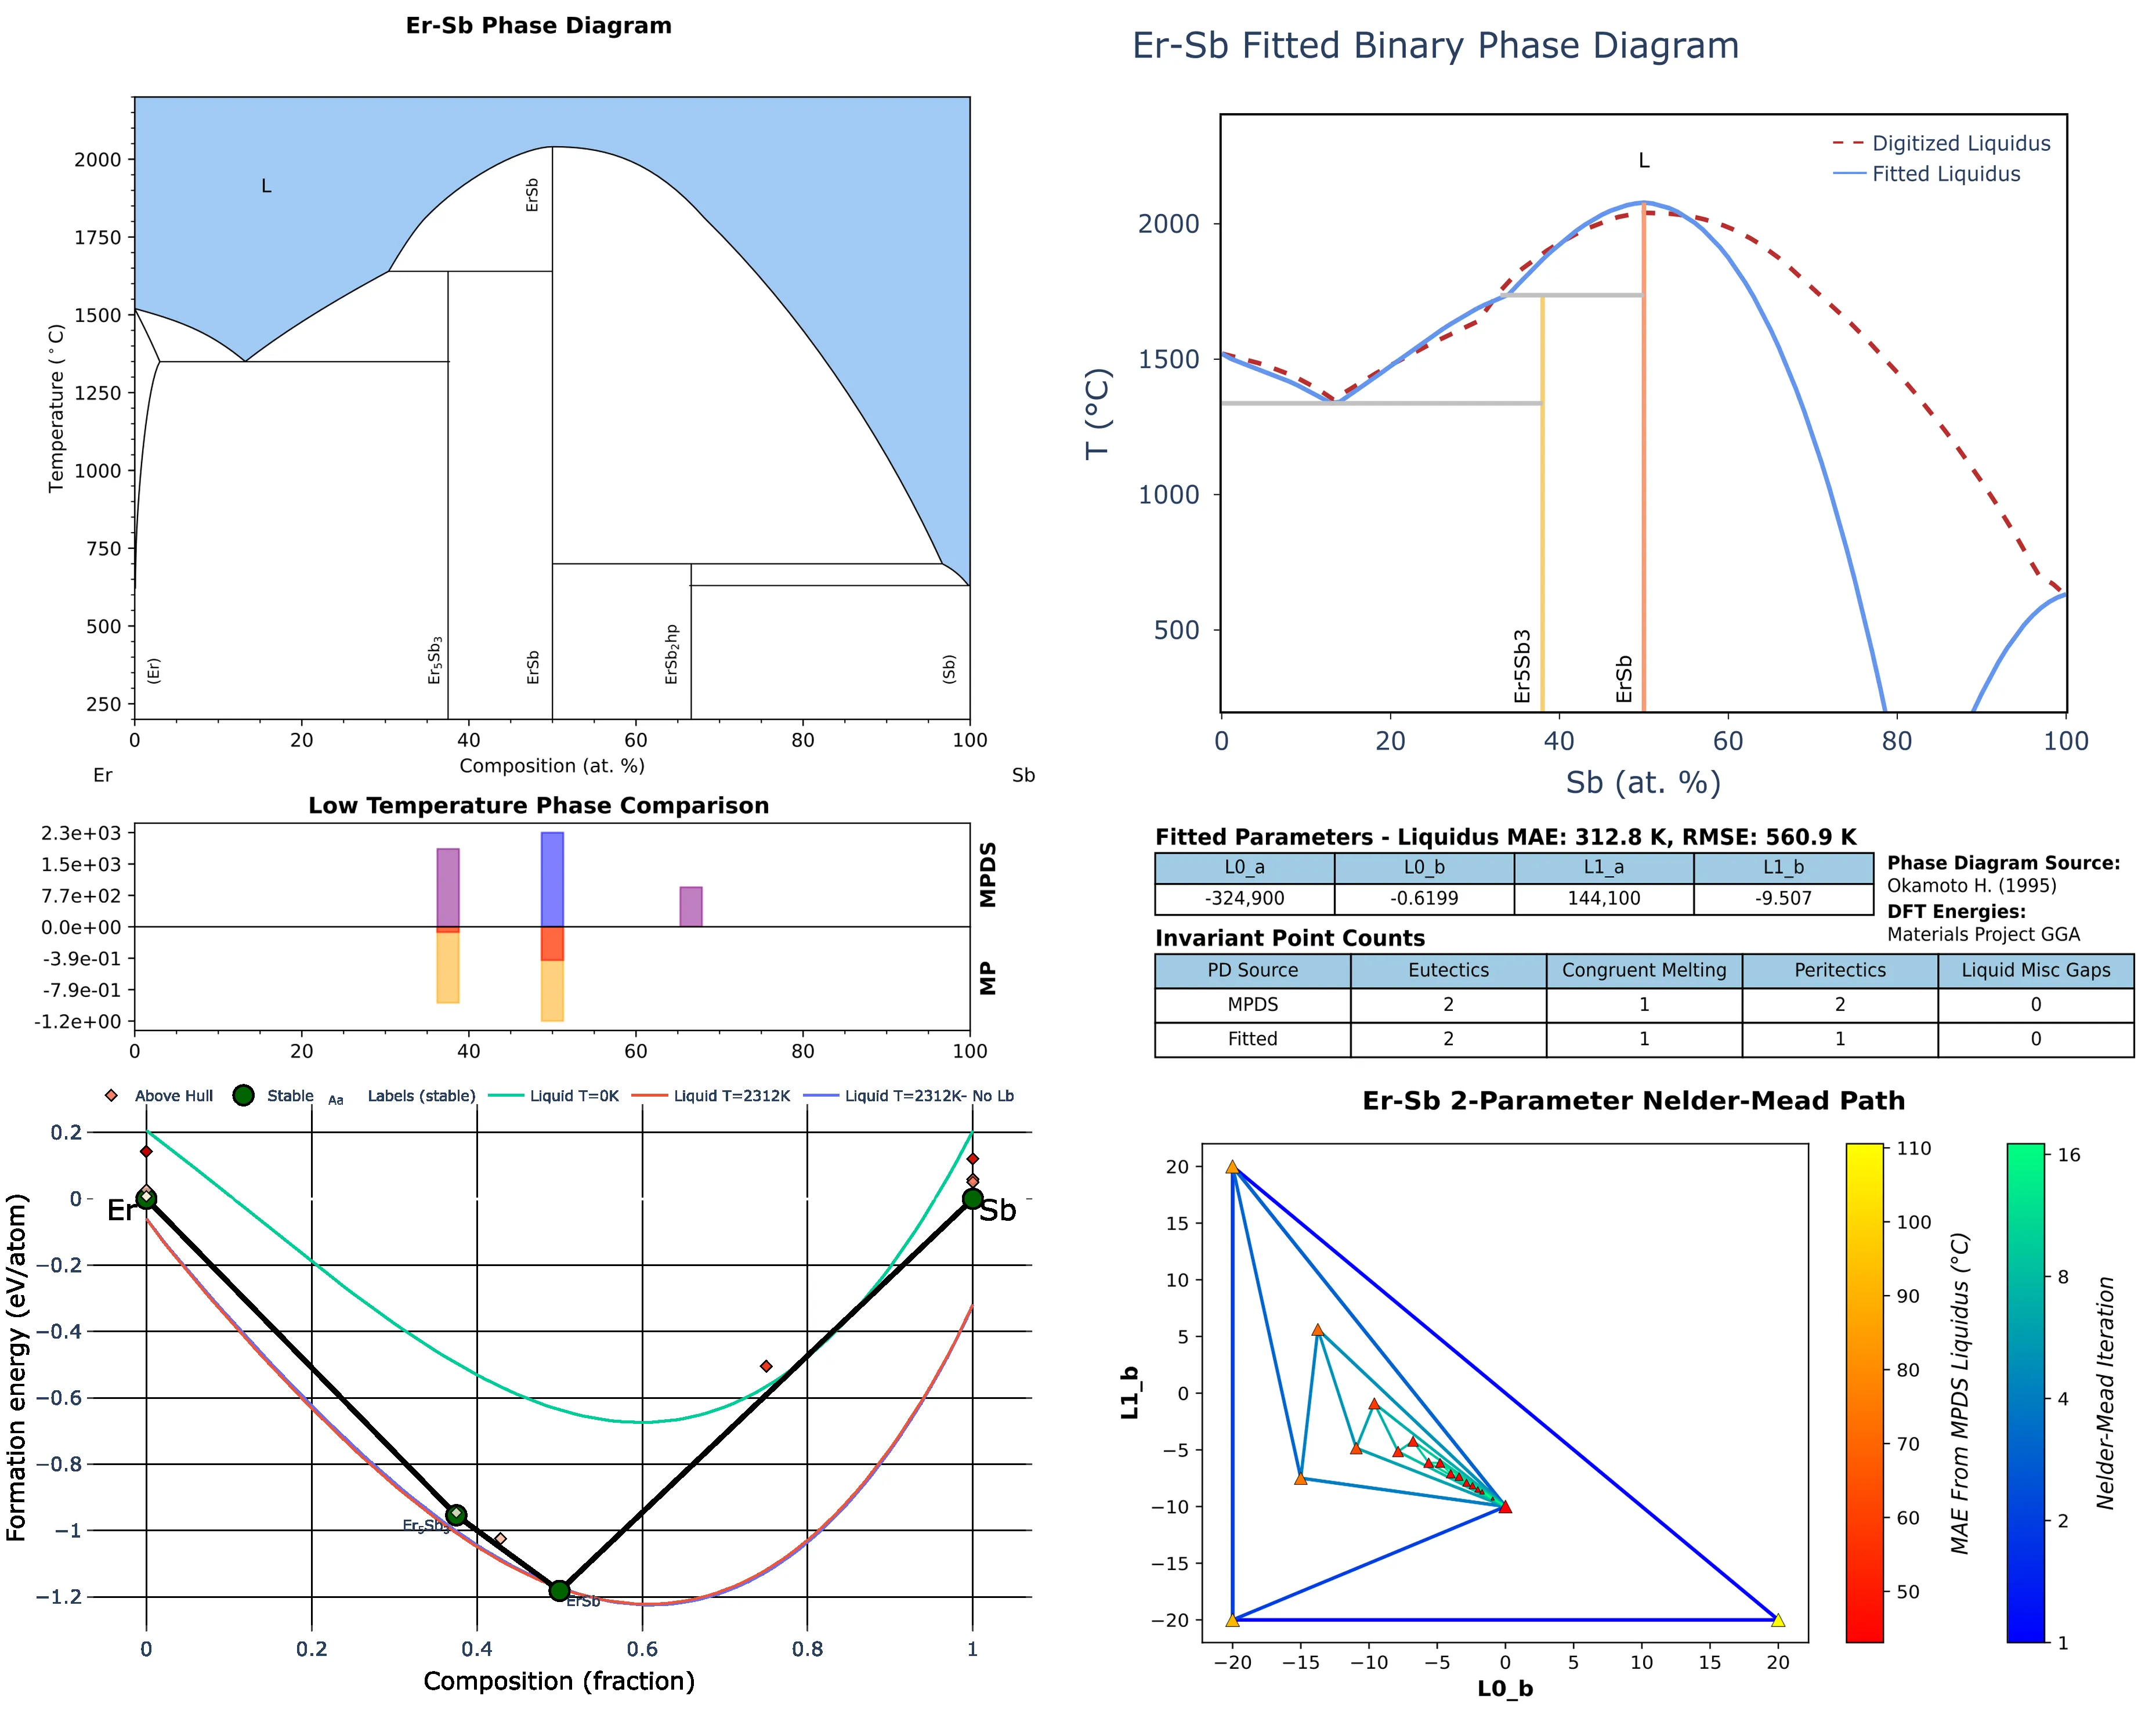 Er-Sb Phase Diagram
Temperature (°C)
2000
1750
1500
1250
1000
750
500
250
L
ErSb
(Er)
Er5Sb3
ErSb
ErSb2hp
(Sb)
0 20 40 60 80 100
Composition (at. %)
Er Sb
Er-Sb Fitted Binary Phase Diagram
Digitized Liquidus
Fitted Liquidus
L
T (°C)
2000
1500
1000
500
Er5Sb3
ErSb
0 20 40 60 80 100
Sb (at. %)
Low Temperature Phase Comparison
2.3e+03
1.5e+03
7.7e+02
0.0e+00
-3.9e-01
-7.9e-01
-1.2e+00
MPDS
MP
0 20 40 60 80 100
Fitted Parameters - Liquidus MAE: 312.8 K, RMSE: 560.9 K
L0_a L0_b L1_a L1_b
-324,900 -0.6199 144,100 -9.507
Phase Diagram Source:
Okamoto H. (1995)
DFT Energies:
Materials Project GGA
Invariant Point Counts
PD Source Eutectics Congruent Melting Peritectics Liquid Misc Gaps
MPDS 2 1 2 0
Fitted 2 1 1 0
Above Hull Stable Aa Labels (stable) Liquid T=0K Liquid T=2312K Liquid T=2312K- No Lb
Formation energy (eV/atom)
0.2
0
−0.2
−0.4
−0.6
−0.8
−1
−1.2
Er
Sb
Er5Sb3
ErSb
0 0.2 0.4 0.6 0.8 1
Composition (fraction)
Er-Sb 2-Parameter Nelder-Mead Path
L1_b
20
15
10
5
0
−5
−10
−15
−20
−20 −15 −10 −5 0 5 10 15 20
L0_b
110
100
90
80
70
60
50
MAE From MPDS Liquidus (°C)
16
8
4
2
1
Nelder-Mead Iteration